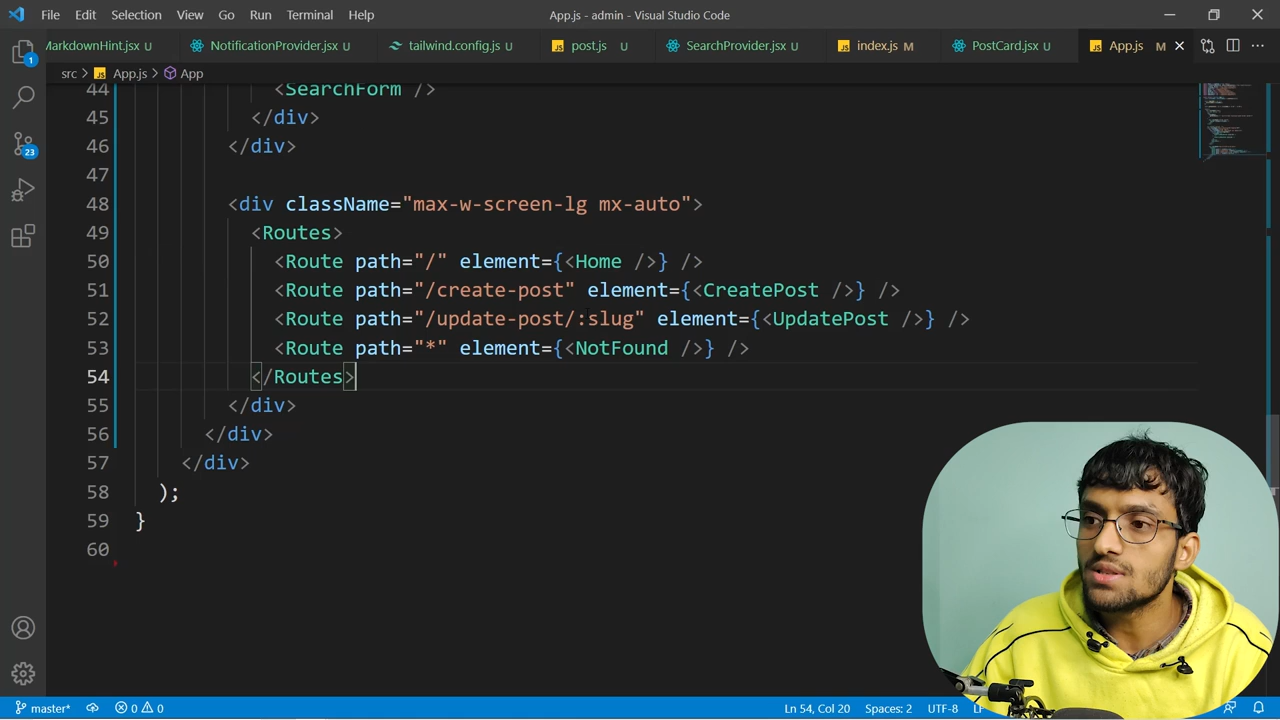 File Edit Selection View Go Run Terminal Help App.js - admin - Visual Studio Code
MarkdownHint.jsx U NotificationProvider.jsx U tailwind.config.js U post.js U SearchProvider.jsx U index.js M PostCard.jsx U App.js M
src > App.js > App
44 <SearchForm />
45 </div>
46 </div>
47
48 <div className="max-w-screen-lg mx-auto">
49 <Routes>
50 <Route path="/" element={<Home />} />
51 <Route path="/create-post" element={<CreatePost />} />
52 <Route path="/update-post/:slug" element={<UpdatePost />} />
53 <Route path="*" element={<NotFound />} />
54 </Routes>
55 </div>
56 </div>
57 </div>
58 );
59 }
60
1
23
master* 0 0 Ln 54, Col 20 Spaces: 2 UTF-8